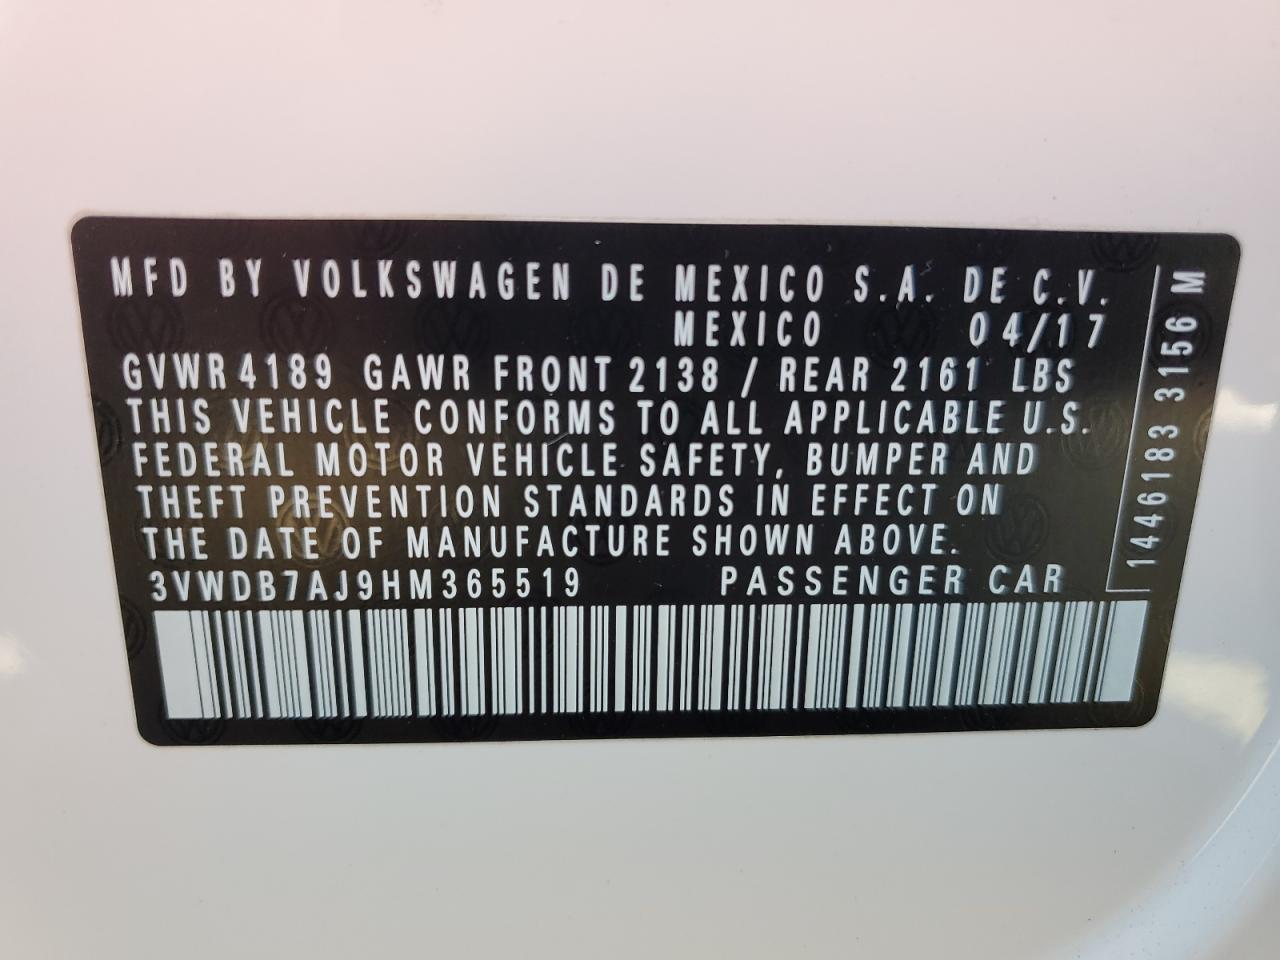 MFD BY VOLKSWAGEN DE MEXICO S.A. DE C.V.
MEXICO 04/17
GVWR 4189 GAWR FRONT 2138 / REAR 2161 LBS
THIS VEHICLE CONFORMS TO ALL APPLICABLE U.S.
FEDERAL MOTOR VEHICLE SAFETY, BUMPER AND
THEFT PREVENTION STANDARDS IN EFFECT ON
THE DATE OF MANUFACTURE SHOWN ABOVE.
3VWDB7AJ9HM365519 PASSENGER CAR
1446183 3156 M